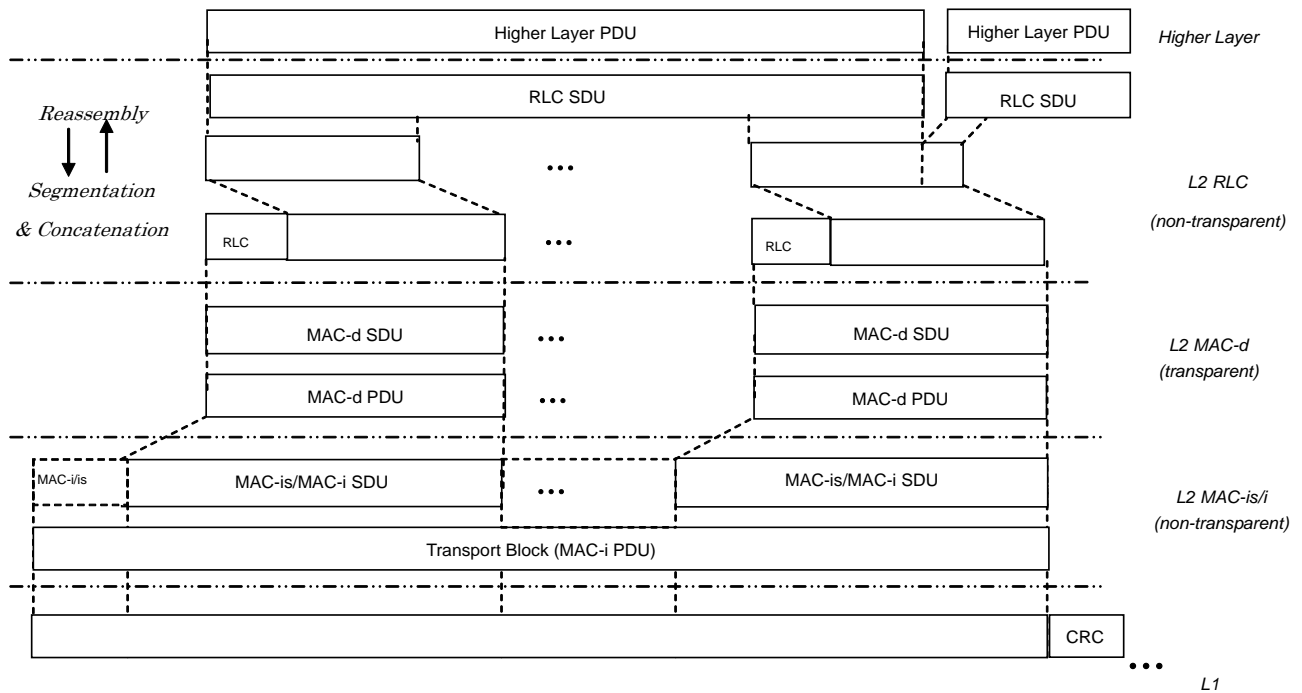 Higher Layer PDU
Higher Layer PDU
Higher Layer
RLC SDU
RLC SDU
Reassembly
Segmentation
& Concatenation
...
L2 RLC
(non-transparent)
RLC
...
RLC
MAC-d SDU
...
MAC-d SDU
L2 MAC-d
(transparent)
MAC-d PDU
...
MAC-d PDU
MAC-i/is
MAC-is/MAC-i SDU
...
MAC-is/MAC-i SDU
L2 MAC-is/i
(non-transparent)
Transport Block (MAC-i PDU)
CRC
...
L1